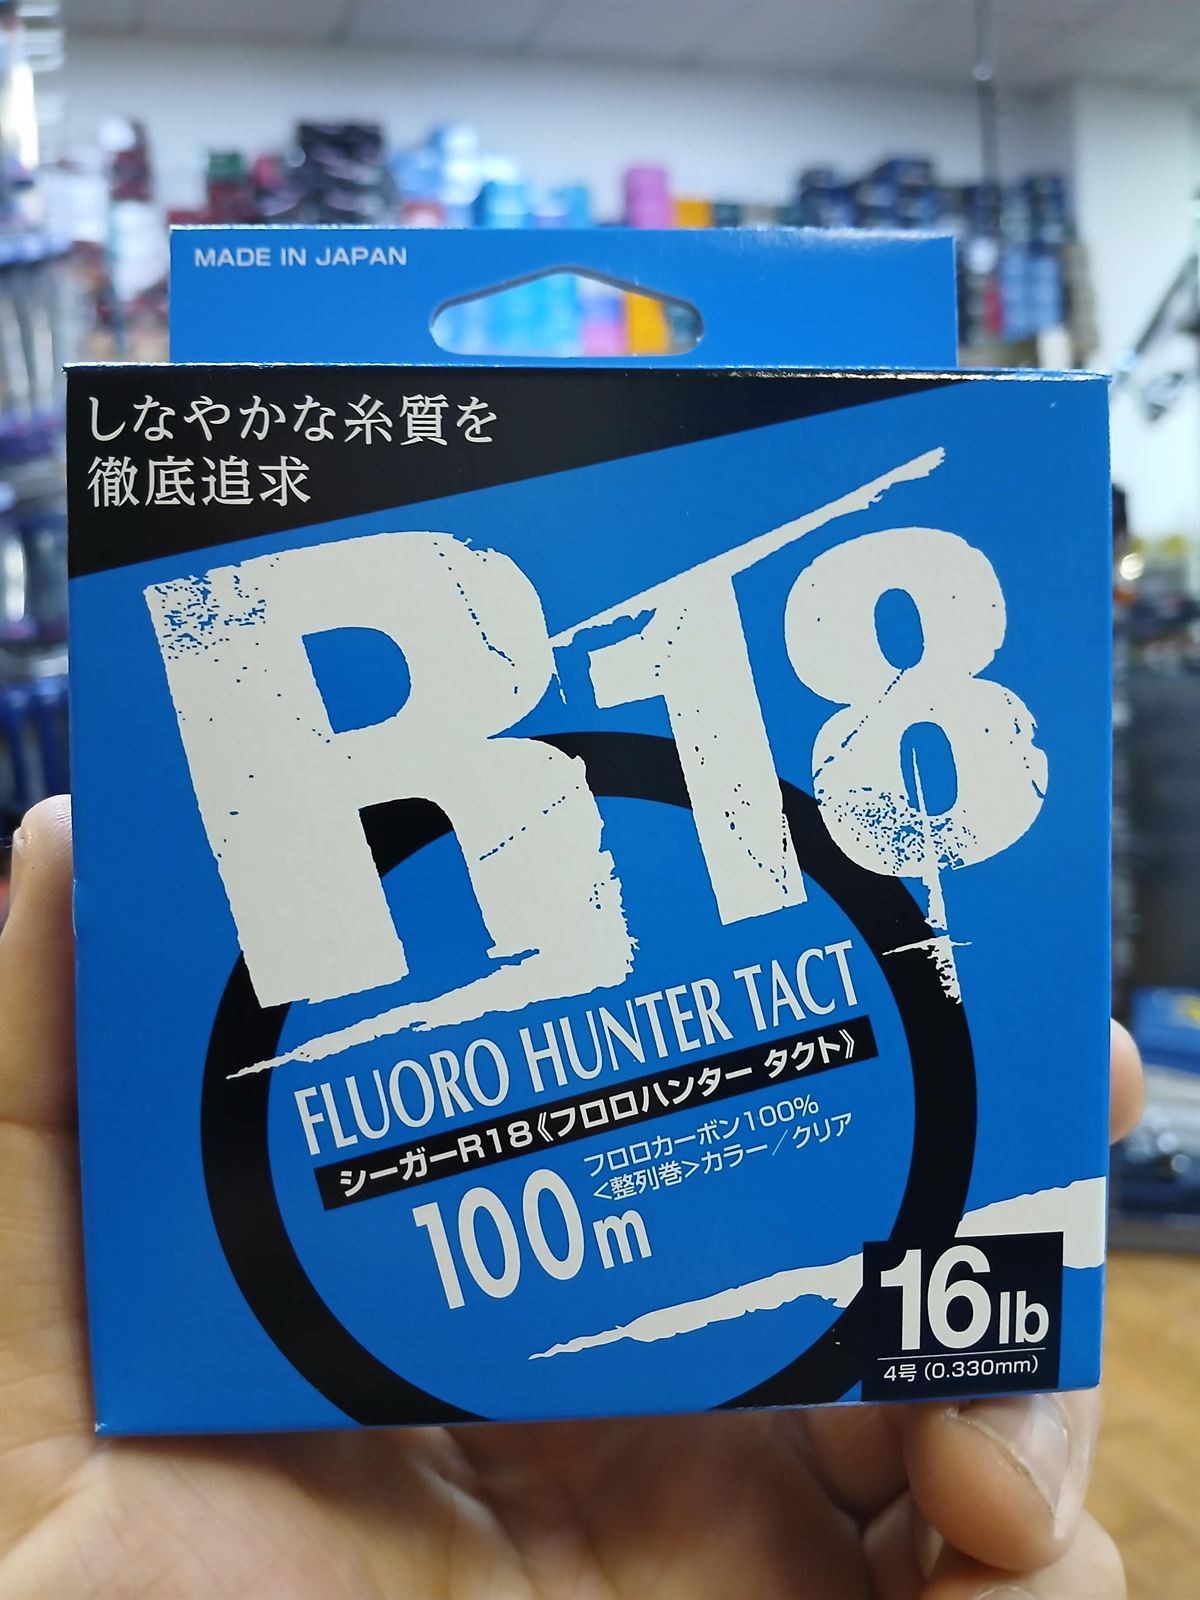 MADE IN JAPAN
しなやかな糸質を
徹底追求
R18
FLUORO HUNTER TACT
シーガーR18《フロロハンター タクト》
フロロカーボン100%
<整列巻>カラー／クリア
100m
16lb
4号 (0.330mm)